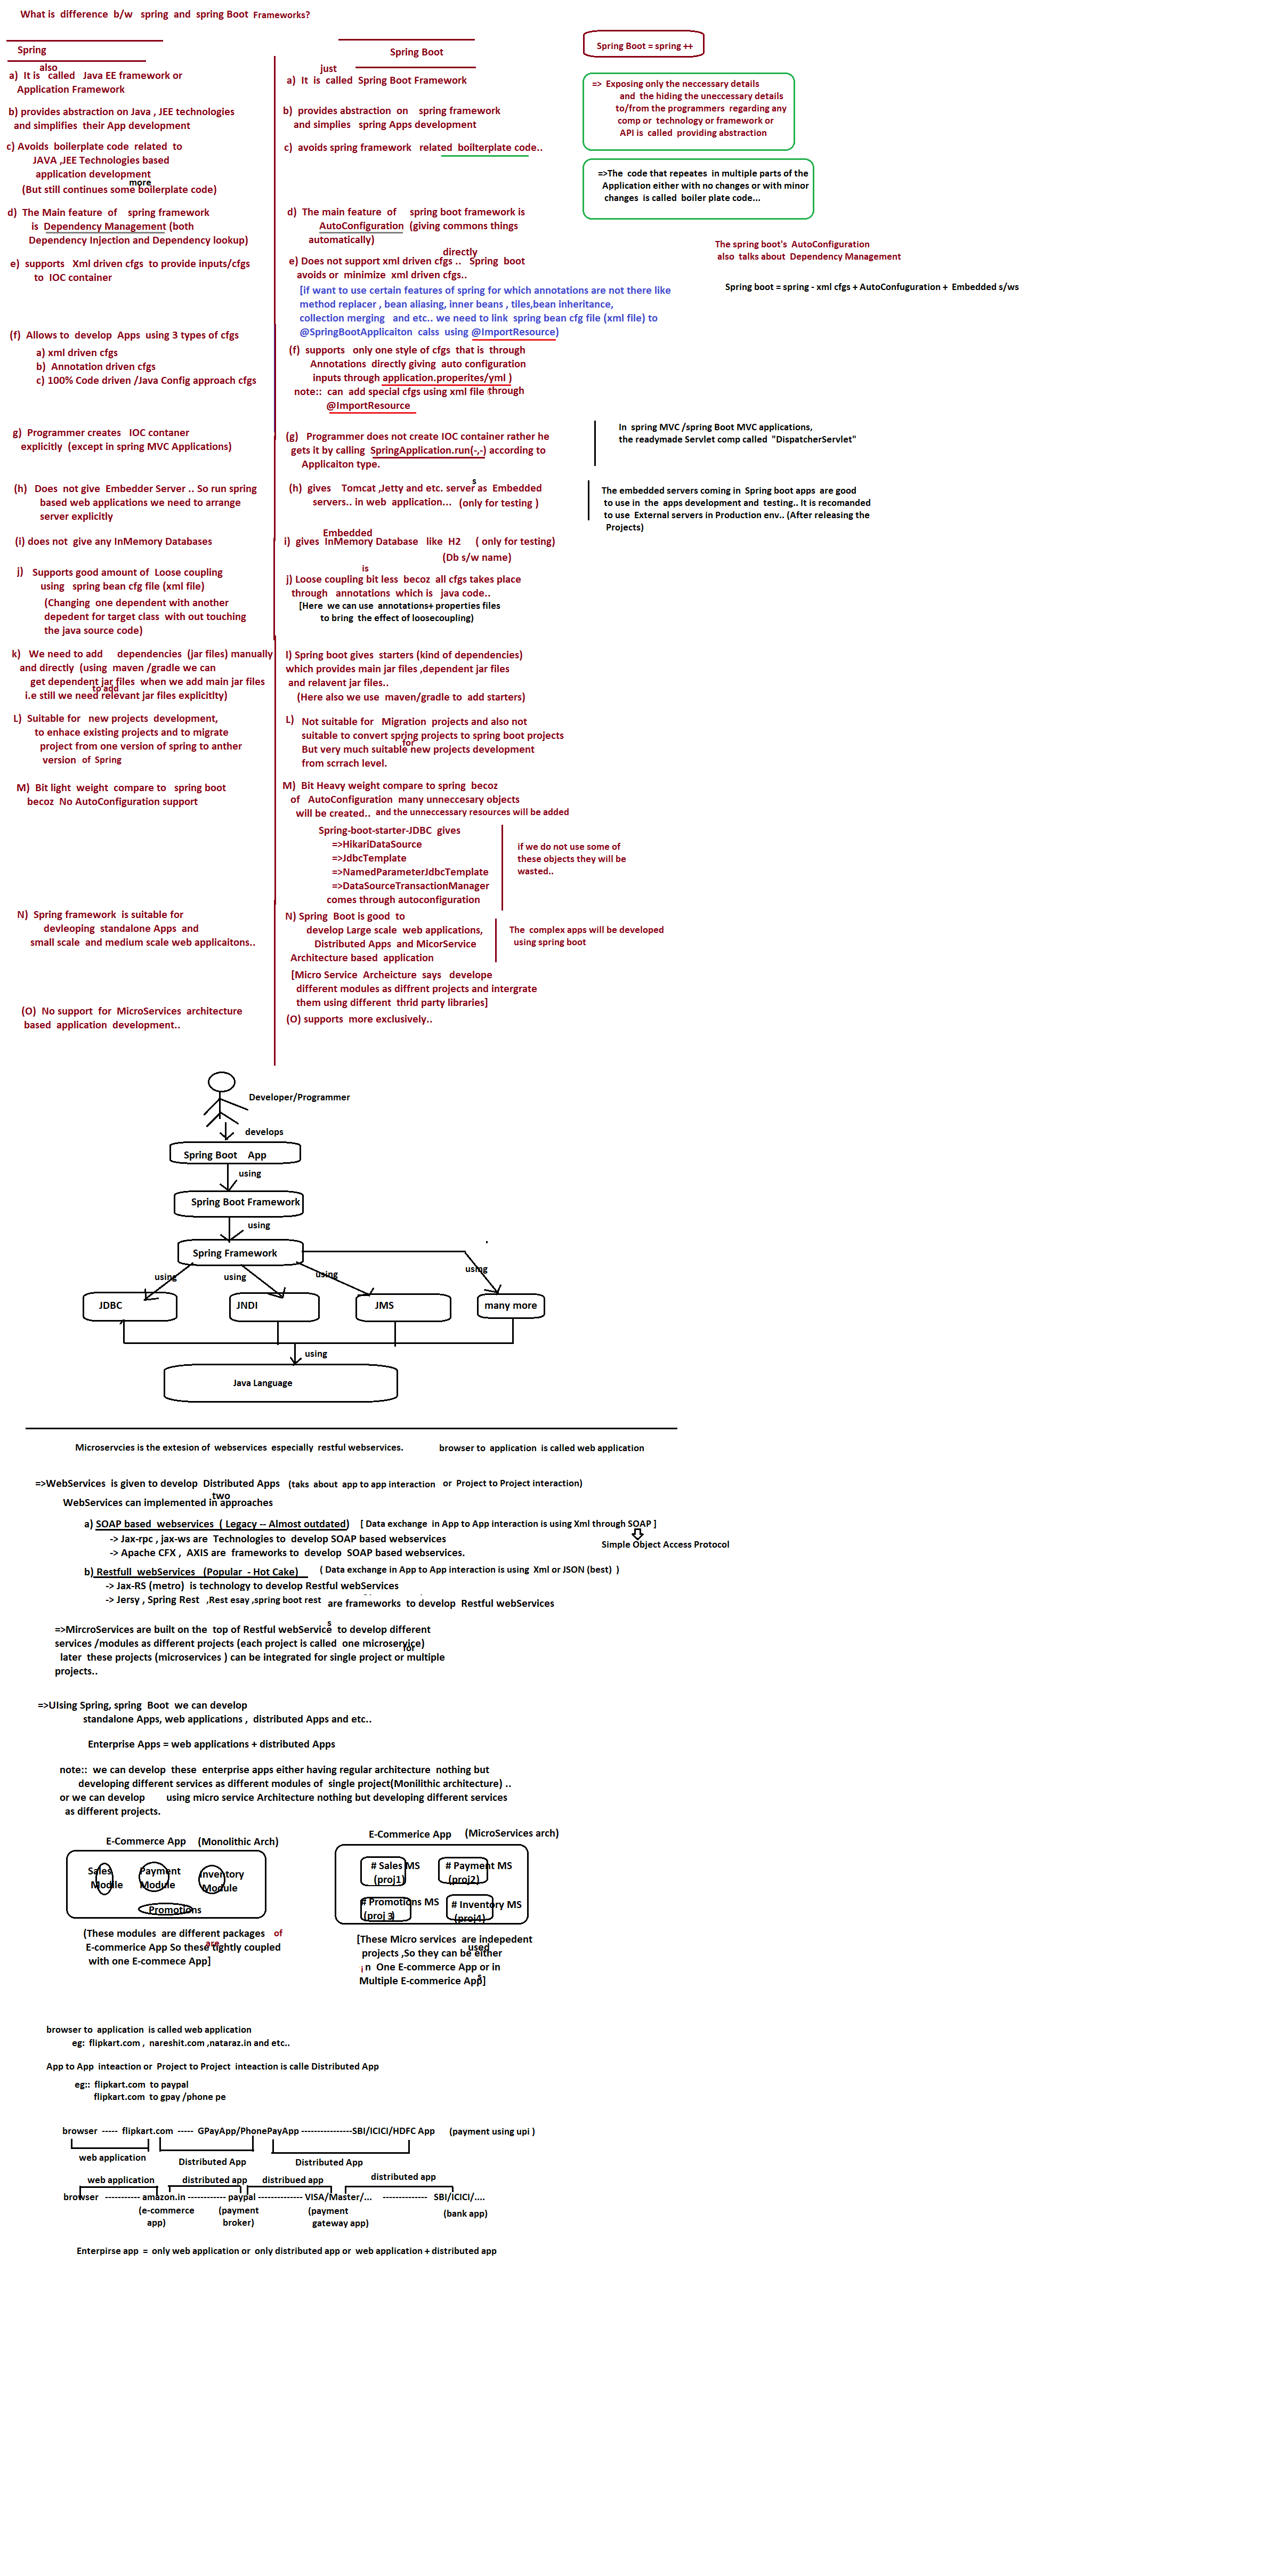 What is difference b/w spring and spring Boot Frameworks?
Spring
also
a) It is called Java EE framework or
Application Framework
b) provides abstraction on Java , JEE technologies
and simplifies their App development
c) Avoids boilerplate code related to
JAVA ,JEE Technologies based
application development
more
(But still continues some boilerplate code)
d) The Main feature of spring framework
is Dependency Management (both
Dependency Injection and Dependency lookup)
e) supports Xml driven cfgs to provide inputs/cfgs
to IOC container
(f) Allows to develop Apps using 3 types of cfgs
a) xml driven cfgs
b) Annotation driven cfgs
c) 100% Code driven /Java Config approach cfgs
g) Programmer creates IOC contaner
explicitly (except in spring MVC Applications)
(h) Does not give Embedder Server .. So run spring
based web applications we need to arrange
server explicitly
(i) does not give any InMemory Databases
j) Supports good amount of Loose coupling
using spring bean cfg file (xml file)
(Changing one dependent with another
depedent for target class with out touching
the java source code)
k) We need to add dependencies (jar files) manually
and directly (using maven /gradle we can
get dependent jar files when we add main jar files
to add
i.e still we need relevant jar files explicitlty)
L) Suitable for new projects development,
to enhace existing projects and to migrate
project from one version of spring to anther
version of Spring
M) Bit light weight compare to spring boot
becoz No AutoConfiguration support
N) Spring framework is suitable for
devleoping standalone Apps and
small scale and medium scale web applicaitons..
(O) No support for MicroServices architecture
based application development..
Spring Boot
just
a) It is called Spring Boot Framework
b) provides abstraction on spring framework
and simplies spring Apps development
c) avoids spring framework related boilterplate code..
d) The main feature of spring boot framework is
AutoConfiguration (giving commons things
automatically)
directly
e) Does not support xml driven cfgs .. Spring boot
avoids or minimize xml driven cfgs..
[if want to use certain features of spring for which annotations are not there like
method replacer , bean aliasing, inner beans , tiles,bean inheritance,
collection merging and etc.. we need to link spring bean cfg file (xml file) to
@SpringBootApplicaiton calss using @ImportResource)
(f) supports only one style of cfgs that is through
Annotations directly giving auto configuration
inputs through application.properites/yml )
note:: can add special cfgs using xml file through
@ImportResource
(g) Programmer does not create IOC container rather he
gets it by calling SpringApplication.run(-,-) according to
Applicaiton type.
s
(h) gives Tomcat ,Jetty and etc. server as Embedded
servers.. in web application... (only for testing )
Embedded
i) gives InMemory Database like H2 ( only for testing)
(Db s/w name)
is
j) Loose coupling bit less becoz all cfgs takes place
through annotations which is java code..
[Here we can use annotations+ properties files
to bring the effect of loosecoupling)
l) Spring boot gives starters (kind of dependencies)
which provides main jar files ,dependent jar files
and relavent jar files..
(Here also we use maven/gradle to add starters)
L) Not suitable for Migration projects and also not
suitable to convert spring projects to spring boot projects
for
But very much suitable new projects development
from scrrach level.
M) Bit Heavy weight compare to spring becoz
of AutoConfiguration many unneccesary objects
will be created.. and the unneccessary resources will be added
Spring-boot-starter-JDBC gives
=>HikariDataSource
=>JdbcTemplate
=>NamedParameterJdbcTemplate
=>DataSourceTransactionManager
comes through autoconfiguration
if we do not use some of
these objects they will be
wasted..
N) Spring Boot is good to
develop Large scale web applications,
Distributed Apps and MicorService
Architecture based application
The complex apps will be developed
using spring boot
[Micro Service Archeicture says develope
different modules as diffrent projects and intergrate
them using different thrid party libraries]
(O) supports more exclusively..
Spring Boot = spring ++
=> Exposing only the neccessary details
and the hiding the uneccessary details
to/from the programmers regarding any
comp or technology or framework or
API is called providing abstraction
=>The code that repeates in multiple parts of the
Application either with no changes or with minor
changes is called boiler plate code...
The spring boot's AutoConfiguration
also talks about Dependency Management
Spring boot = spring - xml cfgs + AutoConfuguration + Embedded s/ws
In spring MVC /spring Boot MVC applications,
the readymade Servlet comp called "DispatcherServlet"
The embedded servers coming in Spring boot apps are good
to use in the apps development and testing.. It is recomanded
to use External servers in Production env.. (After releasing the
Projects)
Developer/Programmer
develops
Spring Boot App
using
Spring Boot Framework
using
Spring Framework
using using using using
JDBC JNDI JMS many more
using
Java Language
Microservcies is the extesion of webservices especially restful webservices. browser to application is called web application
=>WebServices is given to develop Distributed Apps (taks about app to app interaction or Project to Project interaction)
two
WebServices can implemented in approaches
a) SOAP based webservices ( Legacy -- Almost outdated) [ Data exchange in App to App interaction is using Xml through SOAP ]
-> Jax-rpc , jax-ws are Technologies to develop SOAP based webservices
Simple Object Access Protocol
-> Apache CFX , AXIS are frameworks to develop SOAP based webservices.
b) Restfull webServices (Popular - Hot Cake) ( Data exchange in App to App interaction is using Xml or JSON (best) )
-> Jax-RS (metro) is technology to develop Restful webServices
-> Jersy , Spring Rest ,Rest esay ,spring boot rest are frameworks to develop Restful webServices
s
=>MircroServices are built on the top of Restful webService to develop different
services /modules as different projects (each project is called one microservice)
for
later these projects (microservices ) can be integrated for single project or multiple
projects..
=>UIsing Spring, spring Boot we can develop
standalone Apps, web applications , distributed Apps and etc..
Enterprise Apps = web applications + distributed Apps
note:: we can develop these enterprise apps either having regular architecture nothing but
developing different services as different modules of single project(Monilithic architecture) ..
or we can develop using micro service Architecture nothing but developing different services
as different projects.
E-Commerce App (Monolithic Arch)
Sales Payment Inventory
Modile Module Module
Promotions
(These modules are different packages of
are
E-commerice App So these tightly coupled
with one E-commece App]
E-Commerice App (MicroServices arch)
# Sales MS # Payment MS
(proj1) (proj2)
# Promotions MS # Inventory MS
(proj 3) (proj4)
[These Micro services are indepedent
used
projects ,So they can be either
in One E-commerce App or in
s
Multiple E-commerice App]
browser to application is called web application
eg: flipkart.com , nareshit.com ,nataraz.in and etc..
App to App inteaction or Project to Project inteaction is calle Distributed App
eg:: flipkart.com to paypal
flipkart.com to gpay /phone pe
browser ----- flipkart.com ----- GPayApp/PhonePayApp ----------------SBI/ICICI/HDFC App (payment using upi )
web application Distributed App Distributed App
web application distributed app distribued app distributed app
browser ----------- amazon.in ------------ paypal -------------- VISA/Master/... -------------- SBI/ICICI/....
(e-commerce (payment (payment (bank app)
app) broker) gateway app)
Enterpirse app = only web application or only distributed app or web application + distributed app